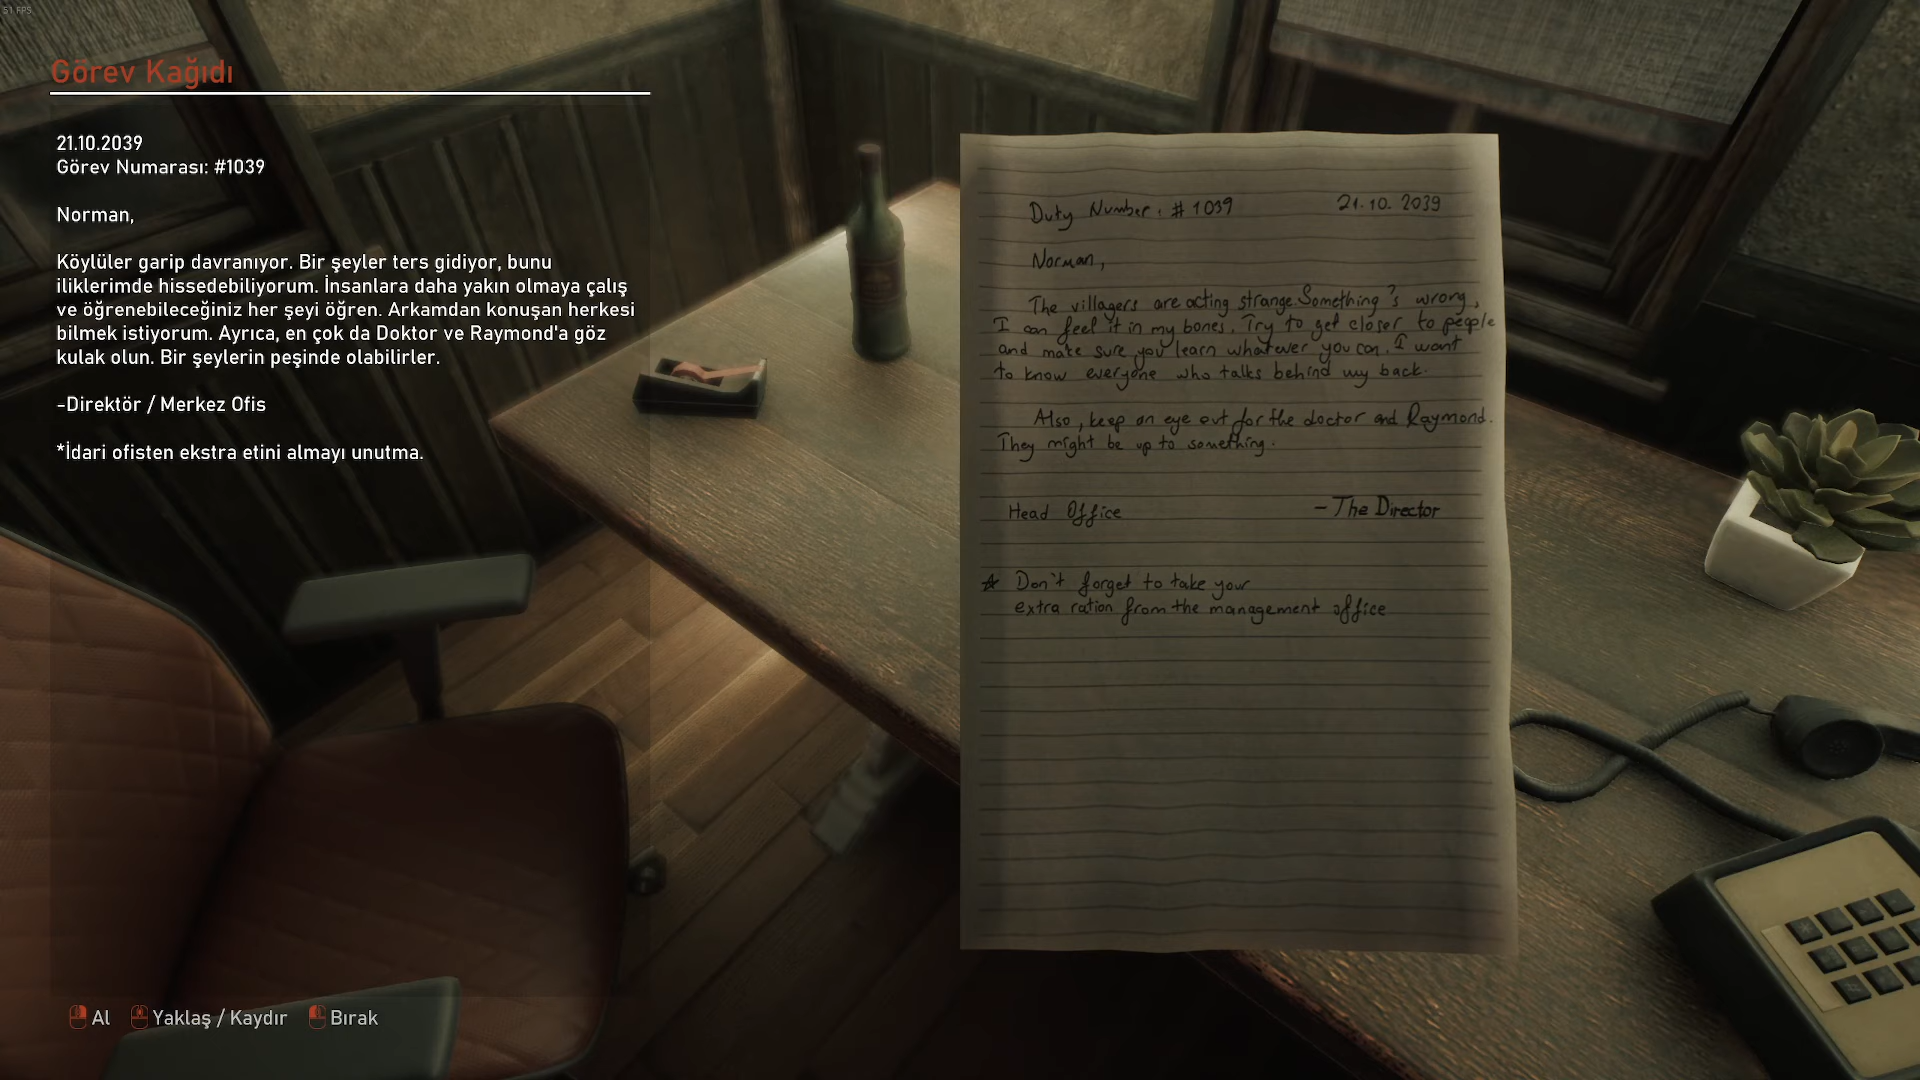 51 FPS
Görev Kağıdı
21.10.2039
Görev Numarası: #1039
Norman,
Köylüler garip davranıyor. Bir şeyler ters gidiyor, bunu
iliklerimde hissedebiliyorum. İnsanlara daha yakın olmaya çalış
ve öğrenebileceğiniz her şeyi öğren. Arkamdan konuşan herkesi
bilmek istiyorum. Ayrıca, en çok da Doktor ve Raymond'a göz
kulak olun. Bir şeylerin peşinde olabilirler.
-Direktör / Merkez Ofis
*İdari ofisten ekstra etini almayı unutma.
Al Yaklaş / Kaydır Bırak
Duty Number: #1039 21.10.2039
Norman,
The villagers are acting strange. Something's wrong,
I can feel it in my bones. Try to get closer to people
and make sure you learn whatever you can. I want
to know everyone who talks behind my back.
Also, keep an eye out for the doctor and Raymond.
They might be up to something.
Head Office - The Director
* Don't forget to take your
extra ration from the management office